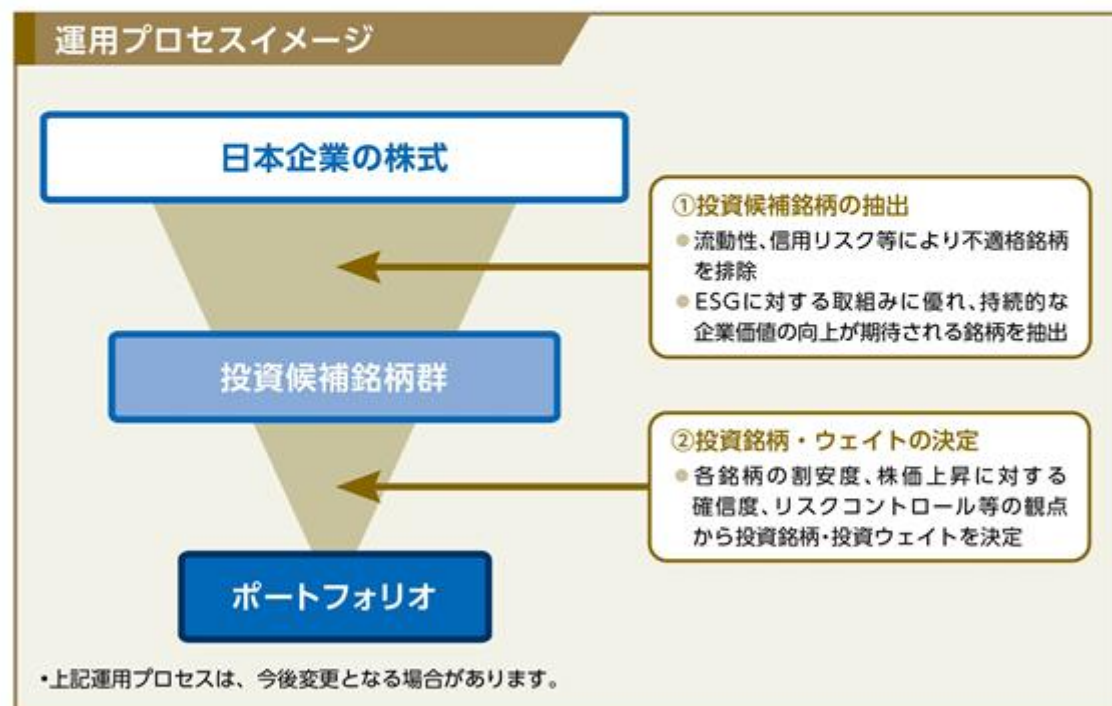 運用プロセスイメージ
日本企業の株式
①投資候補銘柄の抽出
●流動性、信用リスク等により不適格銘柄
を排除
●ESGに対する取組みに優れ、持続的な
企業価値の向上が期待される銘柄を抽出
投資候補銘柄群
②投資銘柄・ウェイトの決定
●各銘柄の割安度、株価上昇に対する
確信度、リスクコントロール等の観点
から投資銘柄・投資ウェイトを決定
ポートフォリオ
•上記運用プロセスは、今後変更となる場合があります。